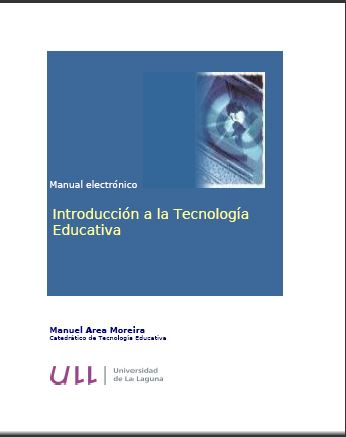 Manual electrónico
Introducción a la Tecnología
Educativa
Manuel Area Moreira
Catedrático de Tecnología Educativa
ULL
Universidad
de La Laguna